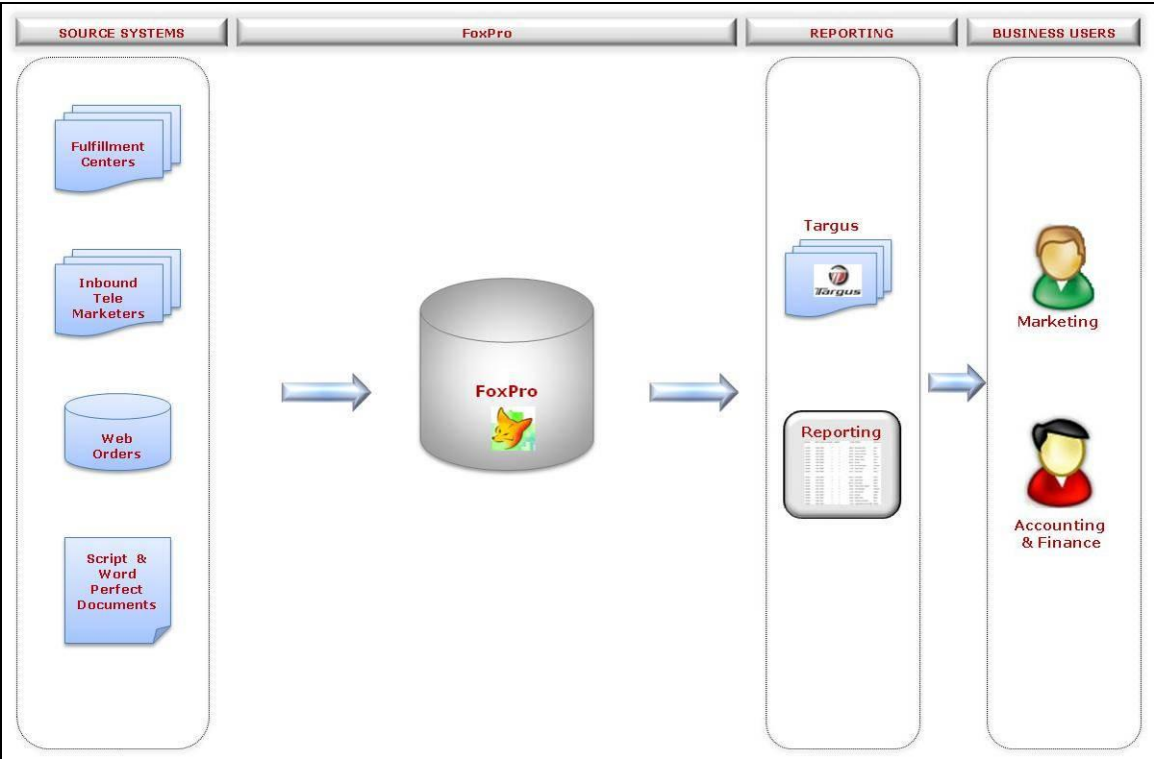 SOURCE SYSTEMS
FoxPro
REPORTING
BUSINESS USERS
Fulfillment
Centers
Inbound
Tele
Marketers
Web
Orders
Script &
Word
Perfect
Documents
FoxPro
Targus
Targus
Reporting
Marketing
Accounting
& Finance